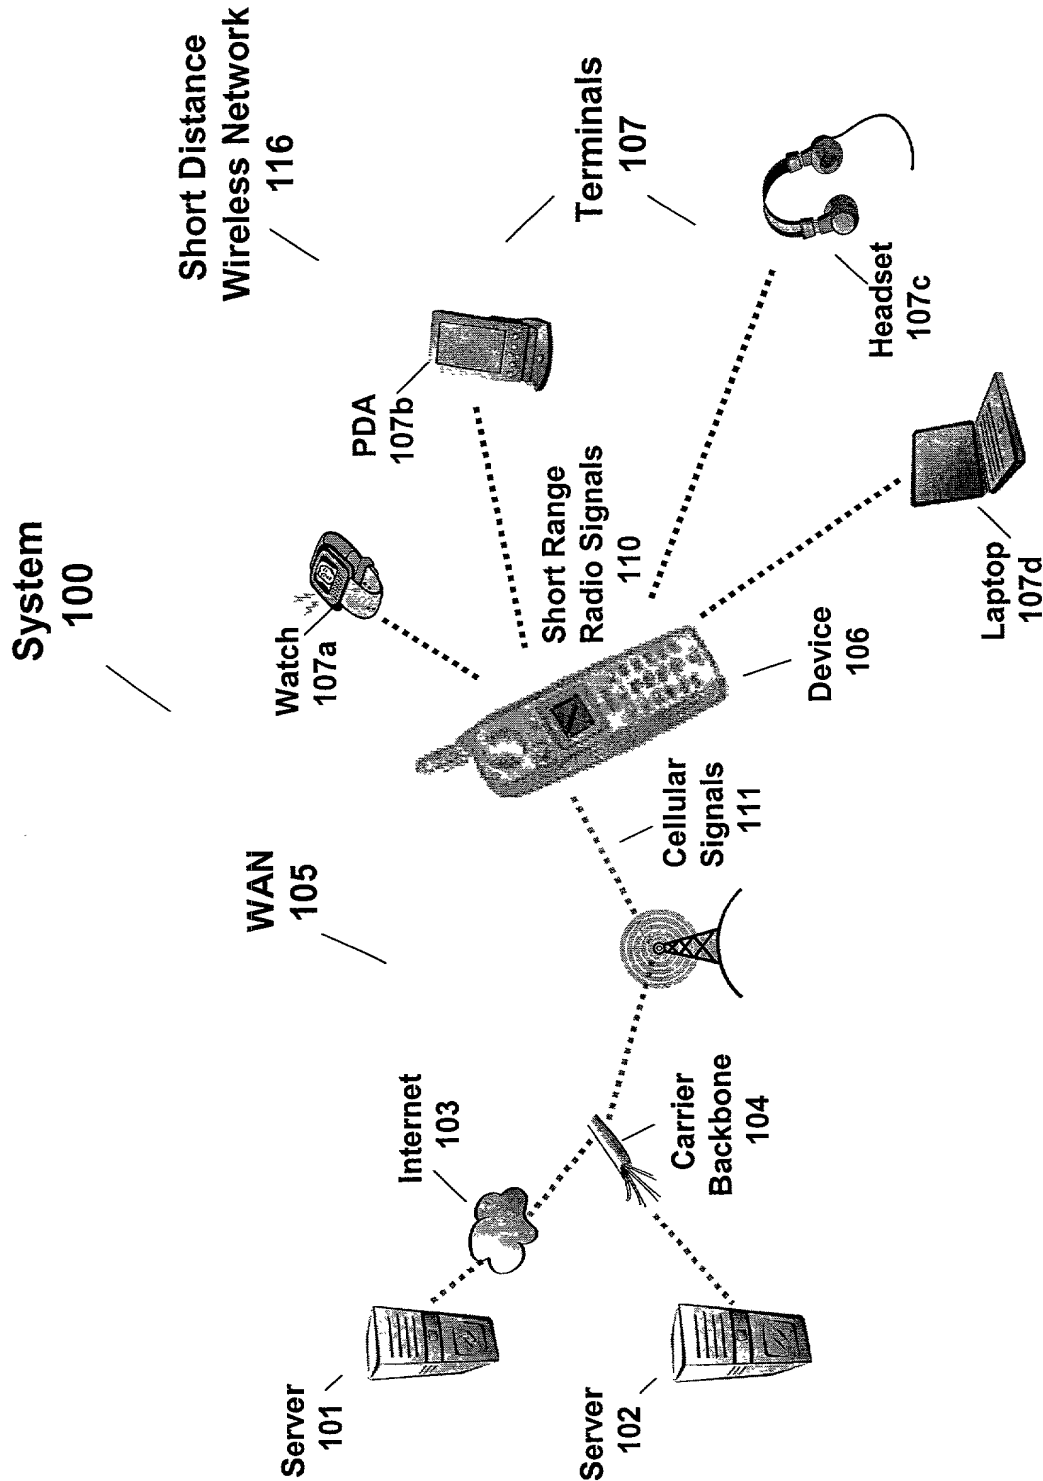 System
100
Short Distance
Wireless Network
116
WAN
105
Terminals
107
PDA
107b
Watch
107a
Short Range
Radio Signals
110
Headset
107c
Laptop
107d
Device
106
Cellular
Signals
111
Internet
103
Carrier
Backbone
104
Server
101
Server
102